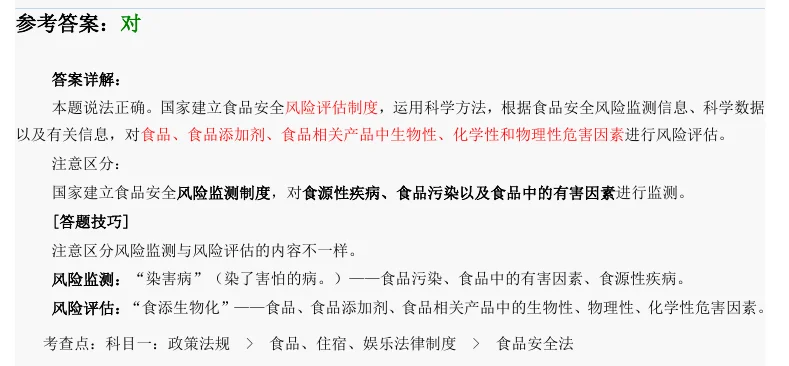 参考答案：对
答案详解：
本题说法正确。国家建立食品安全风险评估制度，运用科学方法，根据食品安全风险监测信息、科学数据
以及有关信息，对食品、食品添加剂、食品相关产品中生物性、化学性和物理性危害因素进行风险评估。
注意区分：
国家建立食品安全风险监测制度，对食源性疾病、食品污染以及食品中的有害因素进行监测。
[答题技巧]
注意区分风险监测与风险评估的内容不一样。
风险监测：“染害病”（染了害怕的病。）——食品污染、食品中的有害因素、食源性疾病。
风险评估：“食添生物化”——食品、食品添加剂、食品相关产品中的生物性、物理性、化学性危害因素。
考查点：科目一：政策法规 > 食品、住宿、娱乐法律制度 > 食品安全法